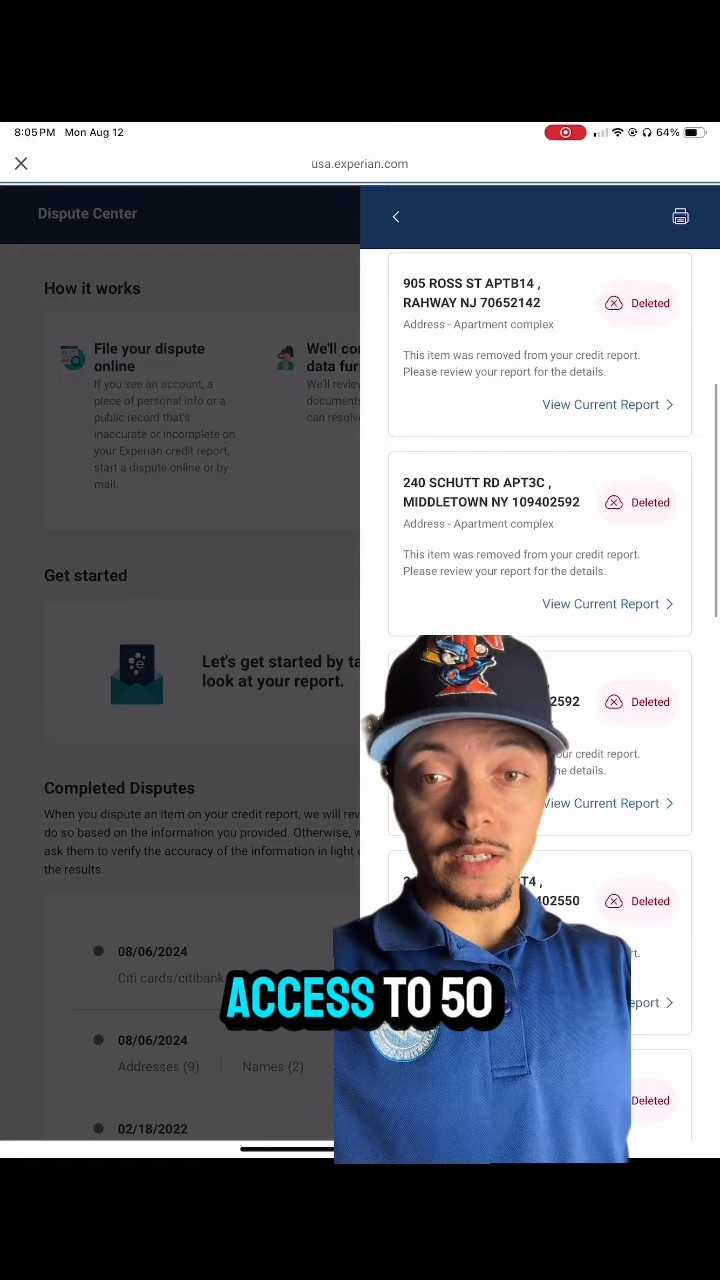 8:05 PM Mon Aug 12
64%
usa.experian.com
Dispute Center
How it works
File your dispute
online
If you see an account, a
piece of personal info or a
public record that's
inaccurate or incomplete on
your Experian credit report,
start a dispute online or by
mail.
We'll co
data fur
We'll revie
document
can resolv
Get started
Let's get started by ta
look at your report.
Completed Disputes
When you dispute an item on your credit report, we will rev
do so based on the information you provided. Otherwise, w
ask them to verify the accuracy of the information in light
the results.
08/06/2024
Citi cards/citibank
08/06/2024
Addresses (9) Names (2)
02/18/2022
905 ROSS ST APTB14 ,
RAHWAY NJ 70652142
Deleted
Address - Apartment complex
This item was removed from your credit report.
Please review your report for the details.
View Current Report
240 SCHUTT RD APT3C ,
MIDDLETOWN NY 109402592
Deleted
Address - Apartment complex
This item was removed from your credit report.
Please review your report for the details.
View Current Report
2592
Deleted
our credit report.
he details.
View Current Report
T4 ,
402550
Deleted
rt.
eport
Deleted
ACCESS TO 50